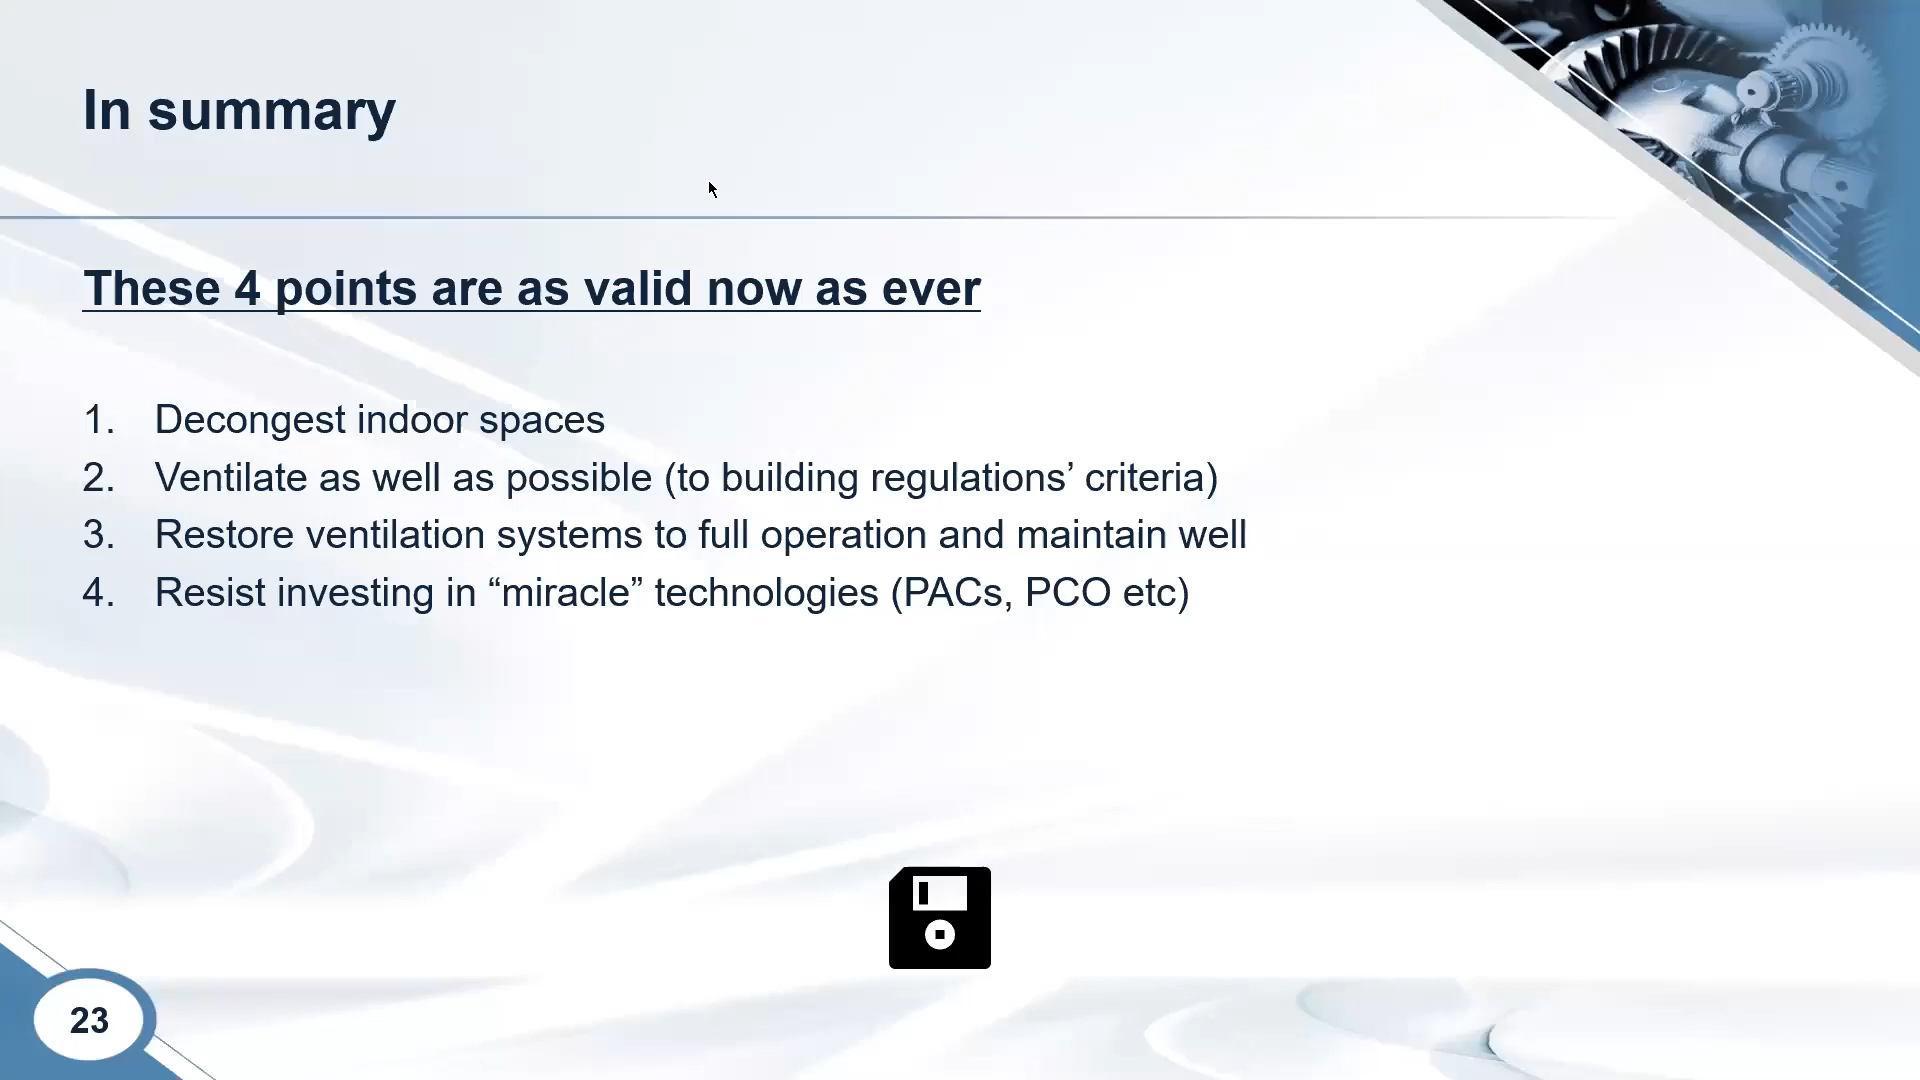 In summary
These 4 points are as valid now as ever
1. Decongest indoor spaces
2. Ventilate as well as possible (to building regulations’ criteria)
3. Restore ventilation systems to full operation and maintain well
4. Resist investing in “miracle” technologies (PACs, PCO etc)
23